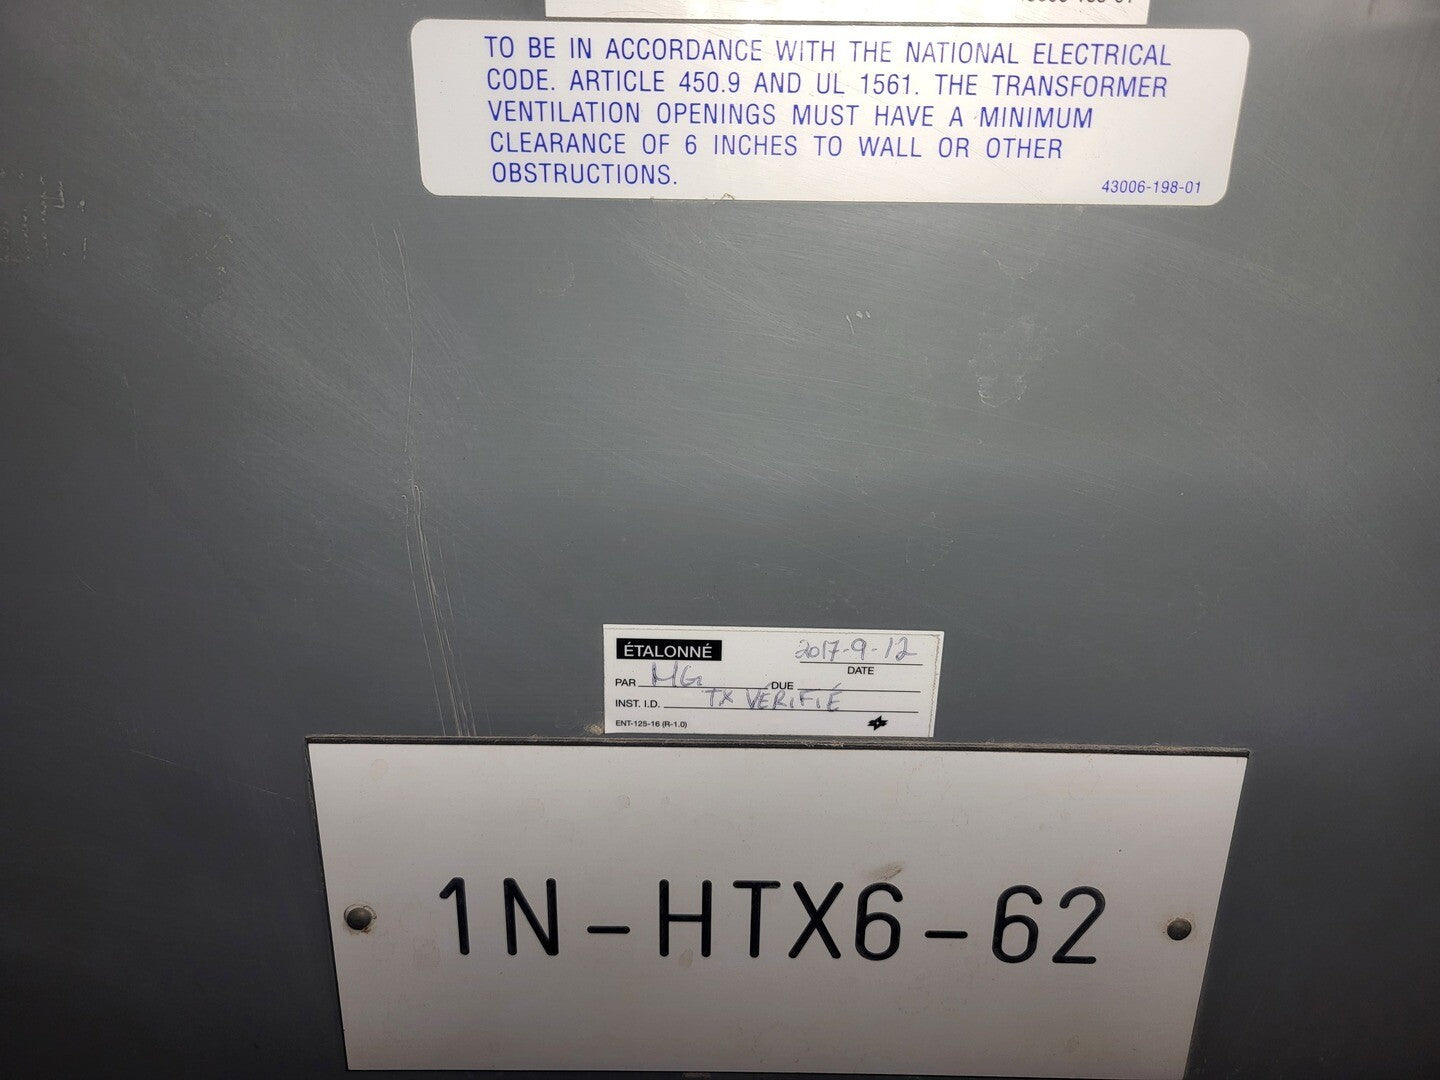 TO BE IN ACCORDANCE WITH THE NATIONAL ELECTRICAL
CODE. ARTICLE 450.9 AND UL 1561. THE TRANSFORMER
VENTILATION OPENINGS MUST HAVE A MINIMUM
CLEARANCE OF 6 INCHES TO WALL OR OTHER
OBSTRUCTIONS.
43006-198-01
ÉTALONNÉ 2017-9-12
DATE
PAR MG DUE
INST. I.D. TX VÉRIFIÉ
ENT-125-16 (R-1.0)
1N-HTX6-62